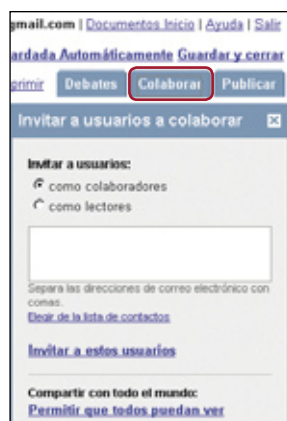 gmail.com | Documentos Inicio | Ayuda | Salir
ardada Automáticamente Guardar y cerrar
primir Debates Colaborar Publicar
Invitar a usuarios a colaborar
Invitar a usuarios:
como colaboradores
como lectores
Separa las direcciones de correo electrónico con
comas.
Elegir de la lista de contactos
Invitar a estos usuarios
Compartir con todo el mundo:
Permitir que todos puedan ver